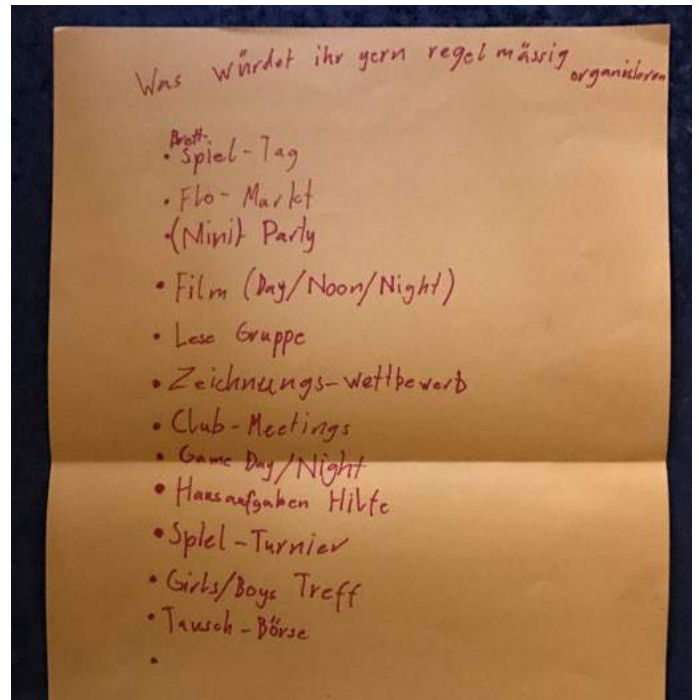 Was würdet ihr gern regelmässig organisieren
• Brett-Spiel-Tag
• Flo-Markt
• (Mini) Party
• Film (Day/Noon/Night)
• Lese Gruppe
• Zeichnungs-wettbewerb
• Club-Meetings
• Game Day/Night
• Hausaufgaben Hilfe
• Spiel-Turnier
• Girls/Boys Treff
• Tausch-Börse
•